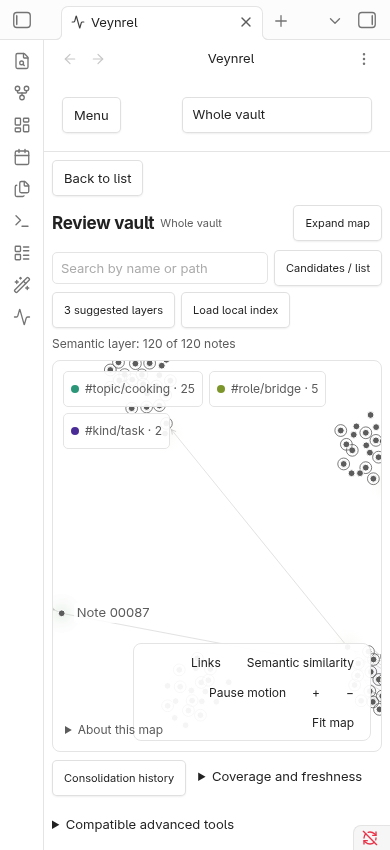 Veynrel
Veynrel
Menu
Whole vault
Back to list
Review vault Whole vault
Expand map
Search by name or path
Candidates / list
3 suggested layers
Load local index
Semantic layer: 120 of 120 notes
#topic/cooking · 25
#role/bridge · 5
#kind/task · 2
Note 00087
Links
Semantic similarity
Pause motion
+
−
Fit map
▶ About this map
Consolidation history
▶ Coverage and freshness
▶ Compatible advanced tools